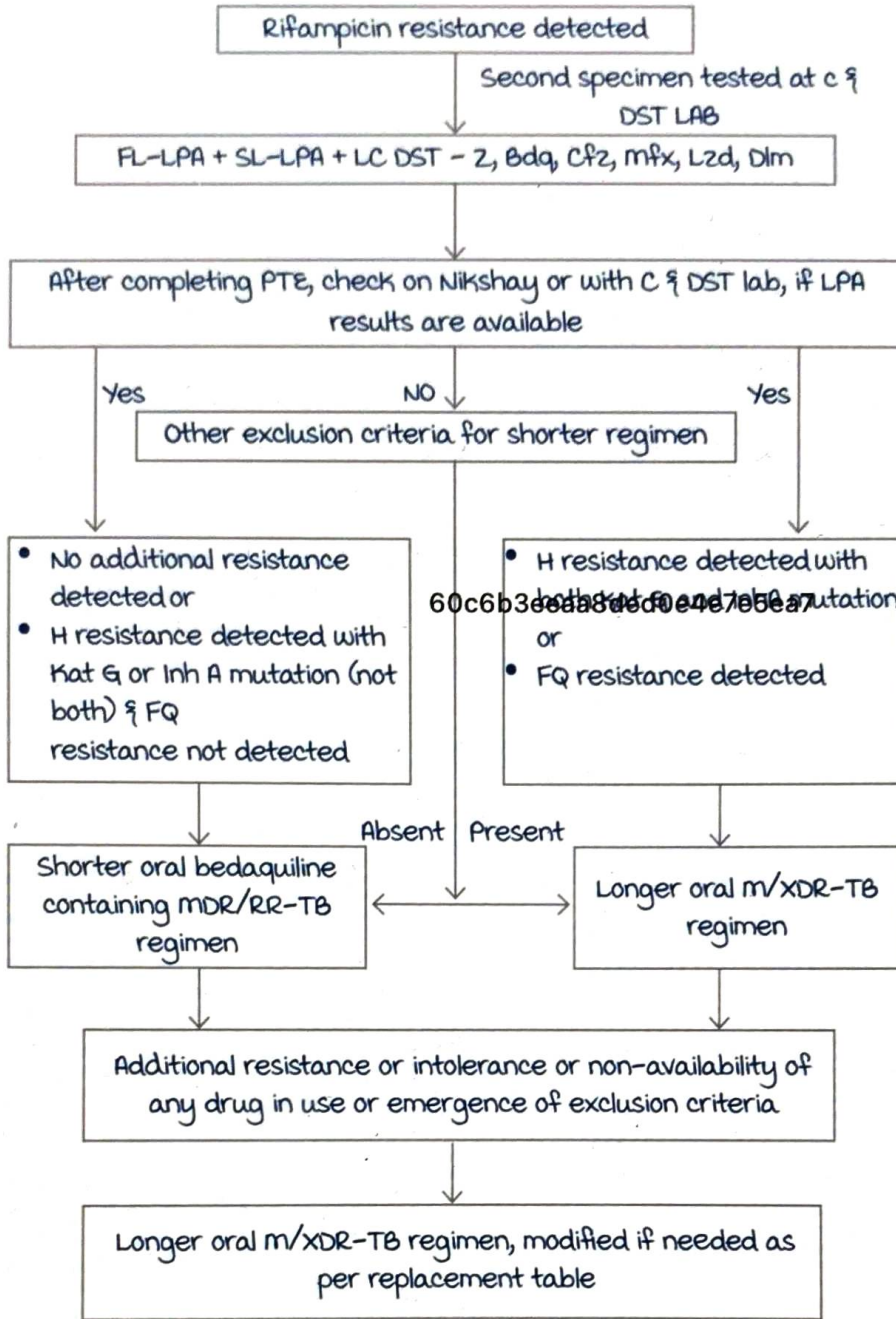 Rifampicin resistance detected
Second specimen tested at C &
DST LAB
FL-LPA + SL-LPA + LC DST - Z, Bdq, Cfz, mfx, Lzd, Dlm
After completing PTE, check on Nikshay or with C & DST lab, if LPA
results are available
Yes
NO
Yes
Other exclusion criteria for shorter regimen
• No additional resistance
detected or
• H resistance detected with
Kat G or Inh A mutation (not
both) & FQ
resistance not detected
• H resistance detected with
mutation
or
• FQ resistance detected
Absent
Present
Shorter oral bedaquiline
containing MDR/RR-TB
regimen
Longer oral m/XDR-TB
regimen
Additional resistance or intolerance or non-availability of
any drug in use or emergence of exclusion criteria
Longer oral m/XDR-TB regimen, modified if needed as
per replacement table